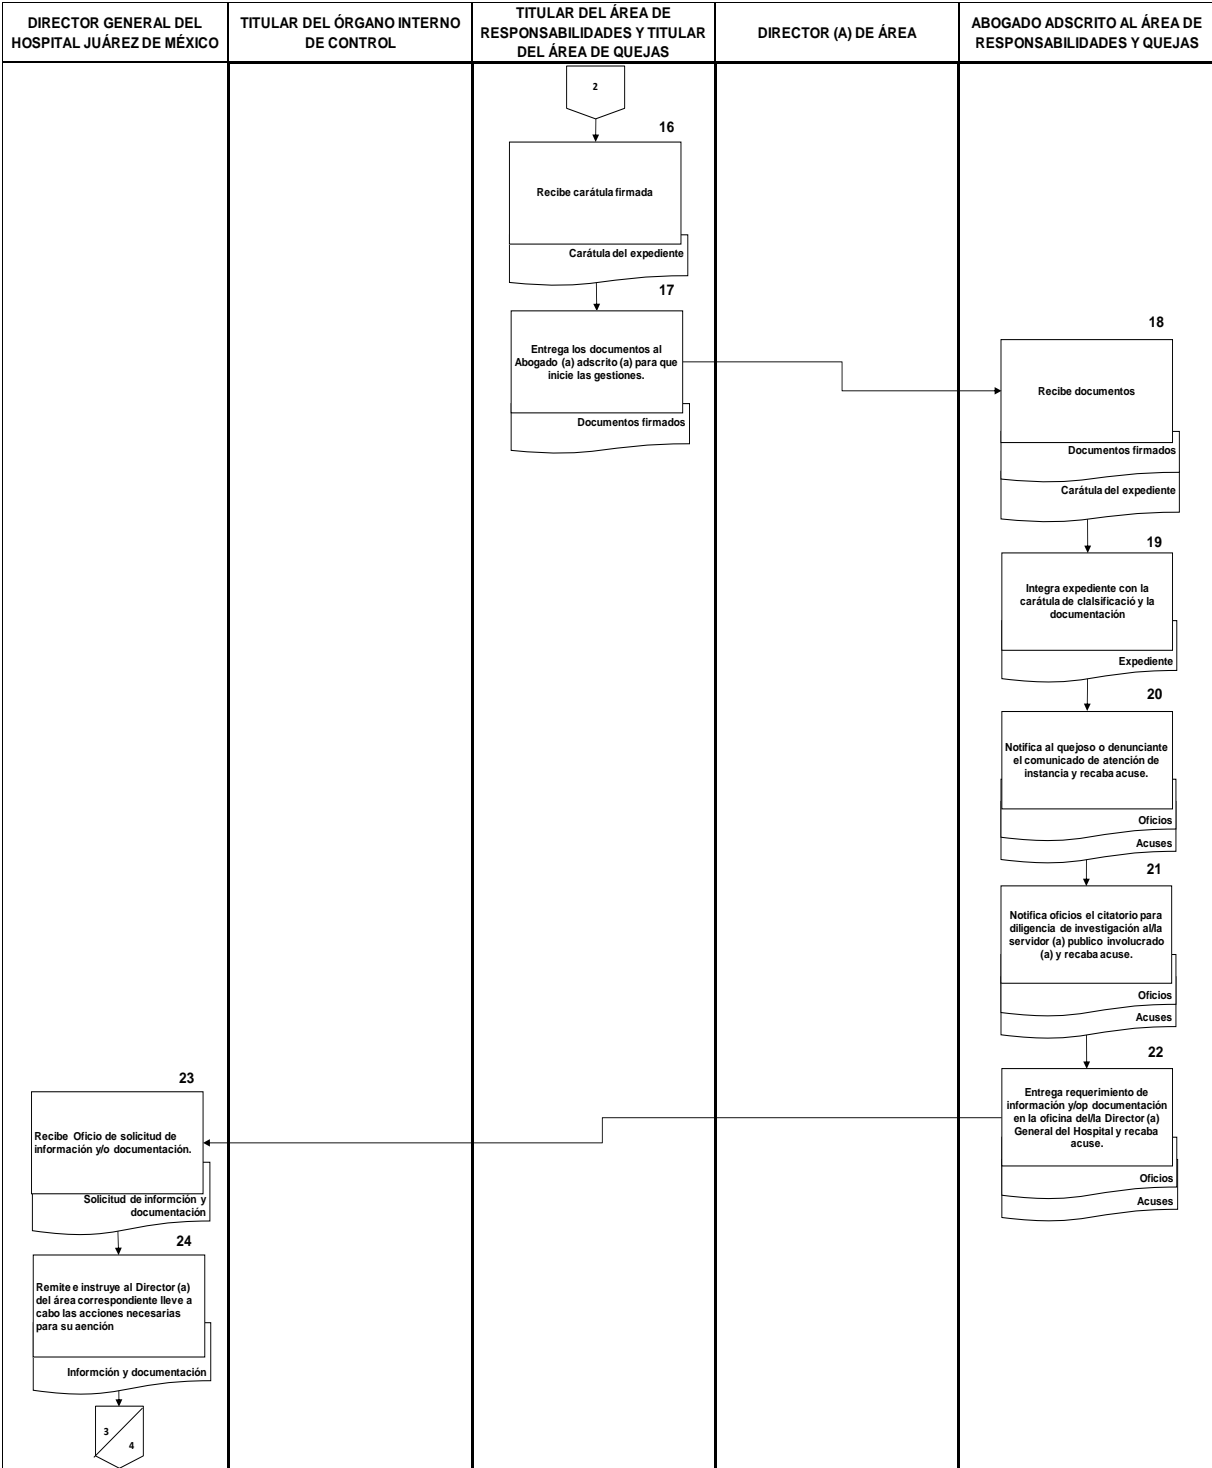 DIRECTOR GENERAL DEL
HOSPITAL JUÁREZ DE MÉXICO
TITULAR DEL ÓRGANO INTERNO
DE CONTROL
TITULAR DEL ÁREA DE
RESPONSABILIDADES Y TITULAR
DEL ÁREA DE QUEJAS
DIRECTOR (A) DE ÁREA
ABOGADO ADSCRITO AL ÁREA DE
RESPONSABILIDADES Y QUEJAS
2
16
Recibe carátula firmada
Carátula del expediente
17
Entrega los documentos al
Abogado (a) adscrito (a) para que
inicie las gestiones.
Documentos firmados
18
Recibe documentos
Documentos firmados
Carátula del expediente
19
Integra expediente con la
carátula de clalsificació y la
documentación
Expediente
20
Notifica al quejoso o denunciante
el comunicado de atención de
instancia y recaba acuse.
Oficios
Acuses
21
Notifica oficios el citatorio para
diligencia de investigación al/la
servidor (a) publico involucrado
(a) y recaba acuse.
Oficios
Acuses
22
Entrega requerimiento de
información y/op documentación
en la oficina del/la Director (a)
General del Hospital y recaba
acuse.
Oficios
Acuses
23
Recibe Oficio de solicitud de
información y/o documentación.
Solicitud de informción y
documentación
24
Remite e instruye al Director (a)
del área correspondiente lleve a
cabo las acciones necesarias
para su aención
Informción y documentación
3
4